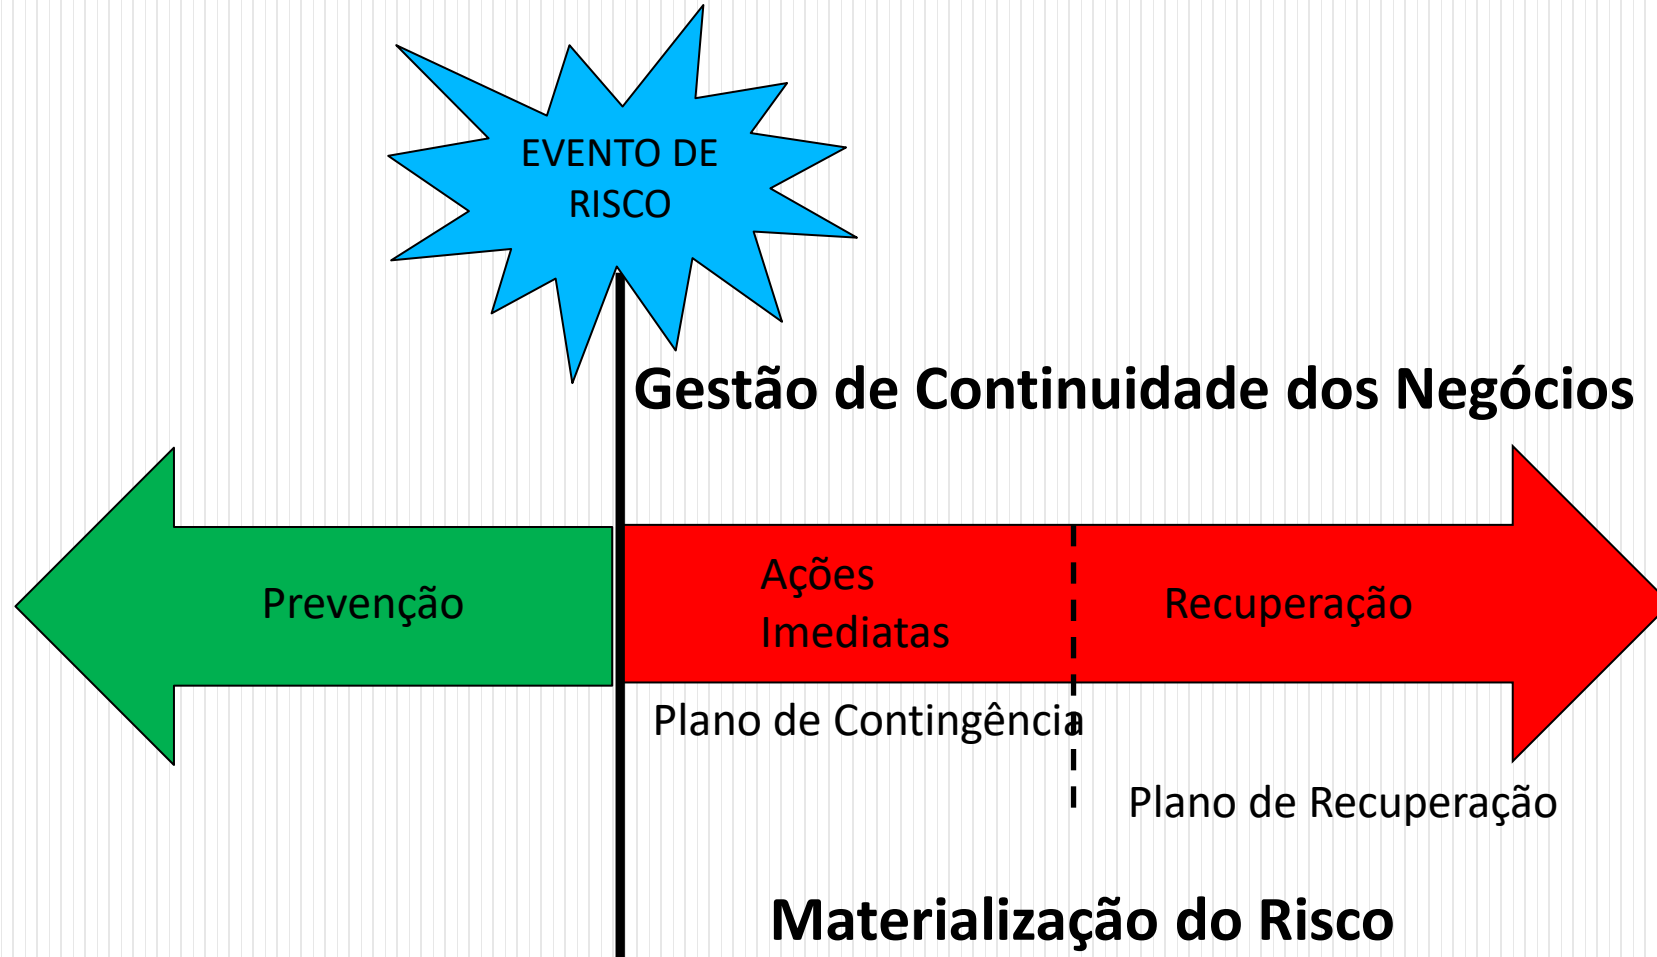 EVENTO DE
RISCO
Gestão de Continuidade dos Negócios
Prevenção
Ações
Imediatas
Recuperação
Plano de Contingência
Plano de Recuperação
Materialização do Risco